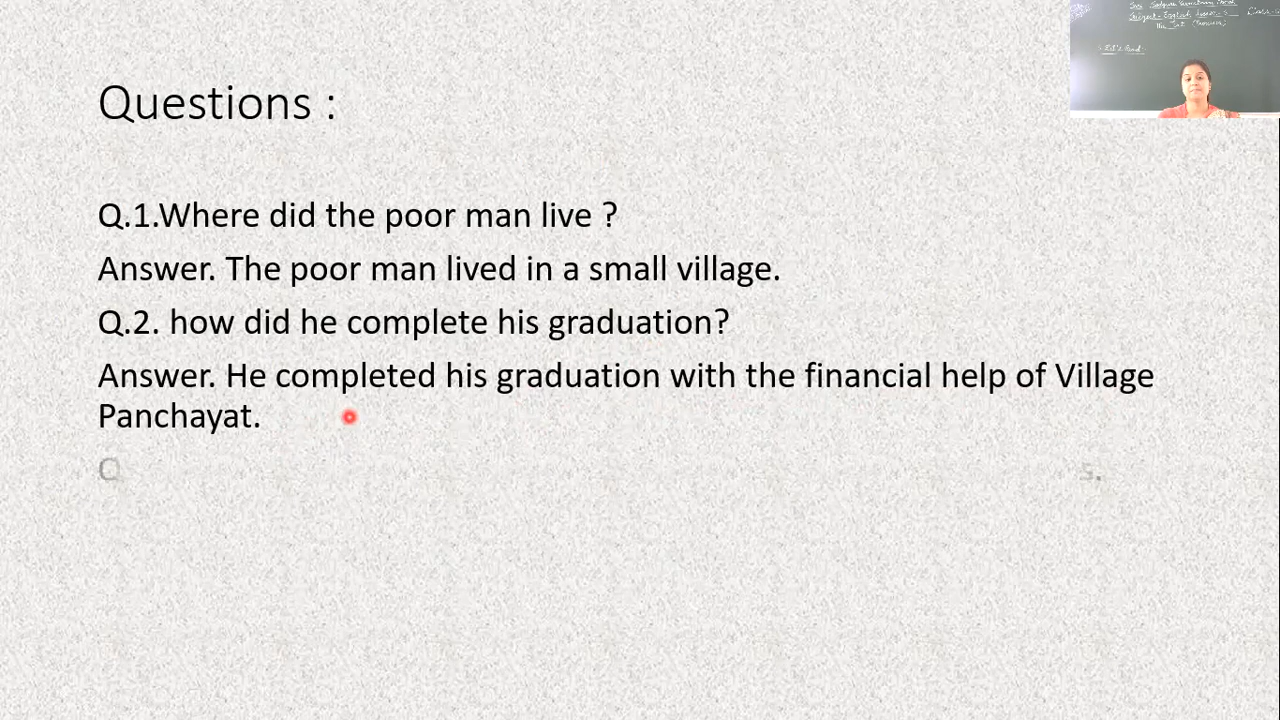 Questions :
Q.1.Where did the poor man live ?
Answer. The poor man lived in a small village.
Q.2. how did he complete his graduation?
Answer. He completed his graduation with the financial help of Village
Panchayat.
Q s.